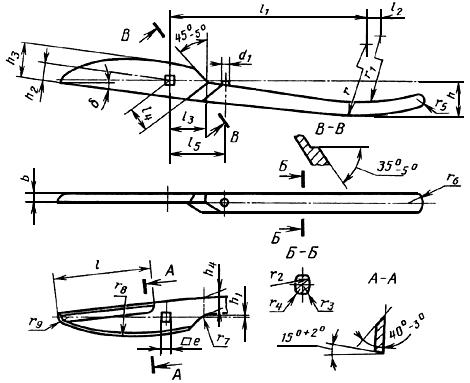 l₁
l₂
В
45°₋5°
h₃
h₂
δ
d₁
r
r₁
r₅
h
l₄
l₃
В
l₅
В-В
35°₋5°
Б
b
r₆
Б
Б-Б
l
А
r₈
h₄
h₁
r₂
r₄
r₃
А-А
r₉
□e
r₇
А
15°⁺2°
40°₋3°